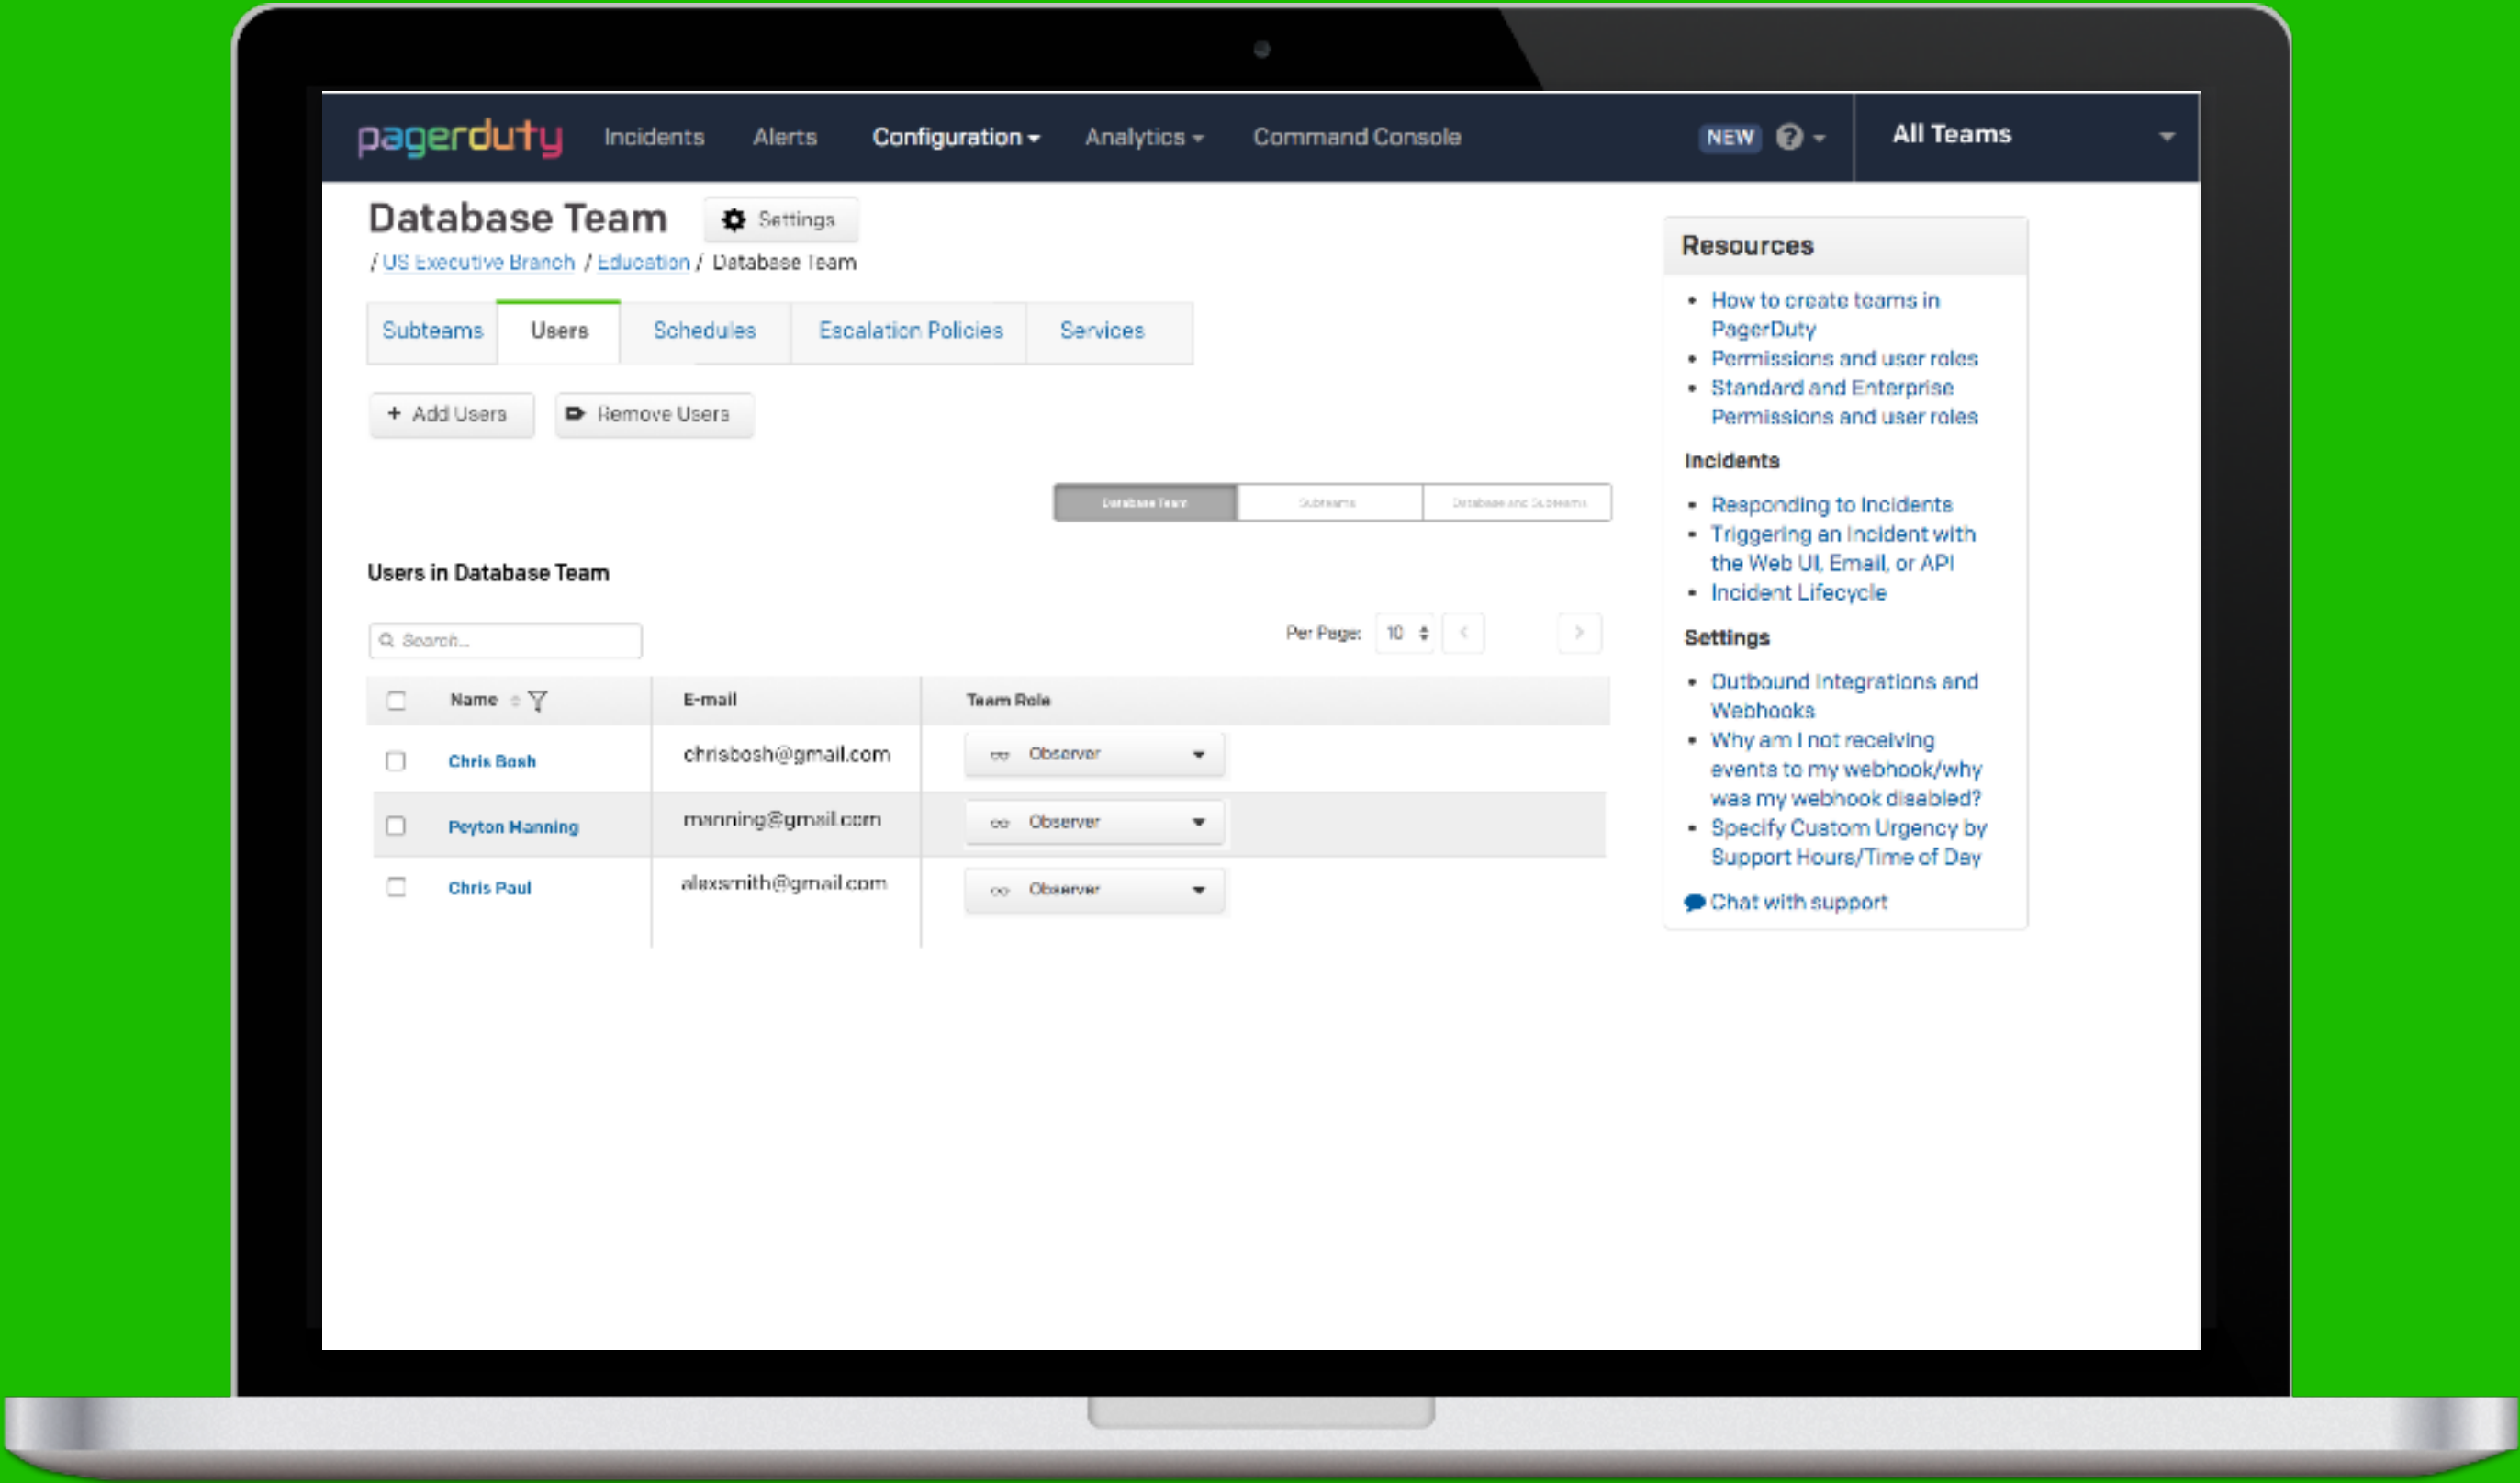 pagerduty Incidents Alerts Configuration Analytics Command Console NEW ? All Teams
Database Team Settings
/ US Executive Branch / Education / Database Team
Subteams Users Schedules Escalation Policies Services
+ Add Users Remove Users
Database Team Subteams Database and Subteams
Users in Database Team
Search...
Per Page: 10 < >
Name E-mail Team Role
Chris Bosh chrisbosh@gmail.com Observer
Peyton Manning manning@gmail.com Observer
Chris Paul alexsmith@gmail.com Observer
Resources
• How to create teams in
PagerDuty
• Permissions and user roles
• Standard and Enterprise
Permissions and user roles
Incidents
• Responding to Incidents
• Triggering an Incident with
the Web UI, Email, or API
• Incident Lifecycle
Settings
• Outbound Integrations and
Webhooks
• Why am I not receiving
events to my webhook/why
was my webhook disabled?
• Specify Custom Urgency by
Support Hours/Time of Day
Chat with support